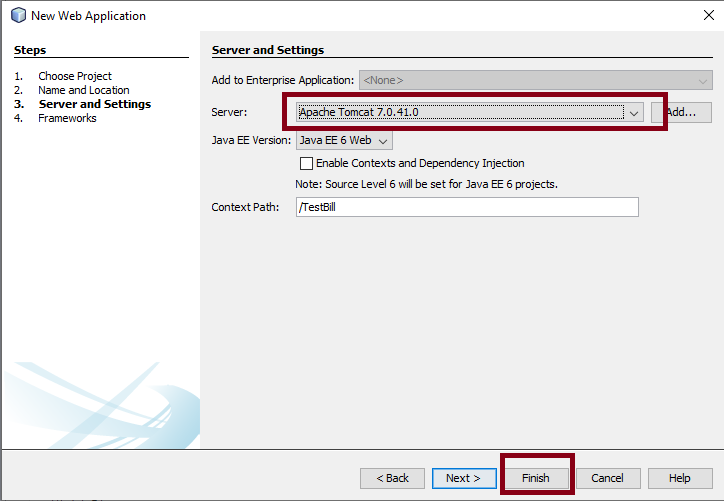 New Web Application
Steps
1. Choose Project
2. Name and Location
3. Server and Settings
4. Frameworks
Server and Settings
Add to Enterprise Application: <None>
Server: Apache Tomcat 7.0.41.0 Add...
Java EE Version: Java EE 6 Web
Enable Contexts and Dependency Injection
Note: Source Level 6 will be set for Java EE 6 projects.
Context Path: /TestBill
< Back Next > Finish Cancel Help